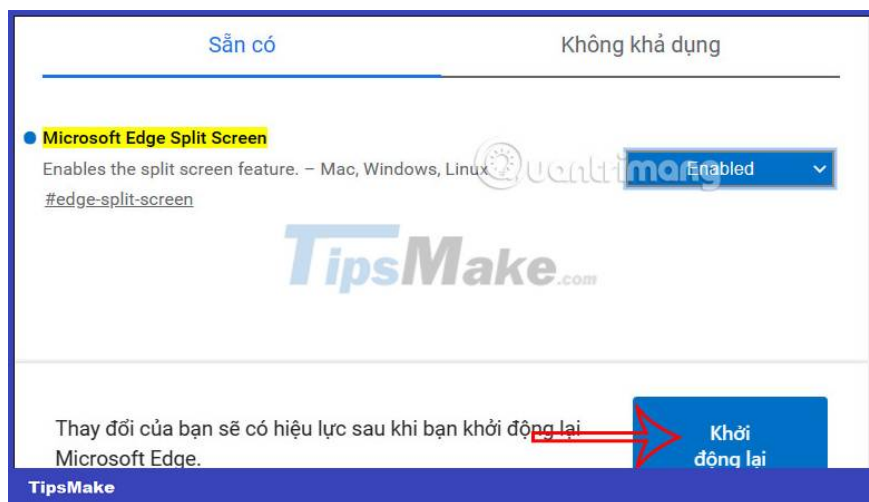 Sẵn có
Không khả dụng
Microsoft Edge Split Screen
Enables the split screen feature. – Mac, Windows, Linux
#edge-split-screen
Quantrimang
Enabled
TipsMake.com
Thay đổi của bạn sẽ có hiệu lực sau khi bạn khởi động lại
Microsoft Edge.
Khởi
động lại
TipsMake